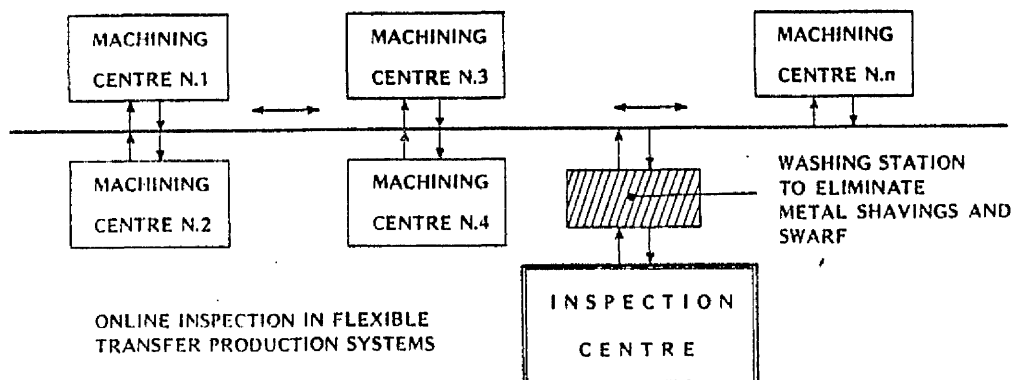 MACHINING
CENTRE N.1
MACHINING
CENTRE N.3
MACHINING
CENTRE N.n
MACHINING
CENTRE N.2
MACHINING
CENTRE N.4
WASHING STATION
TO ELIMINATE
METAL SHAVINGS AND
SWARF
INSPECTION
CENTRE
ONLINE INSPECTION IN FLEXIBLE
TRANSFER PRODUCTION SYSTEMS